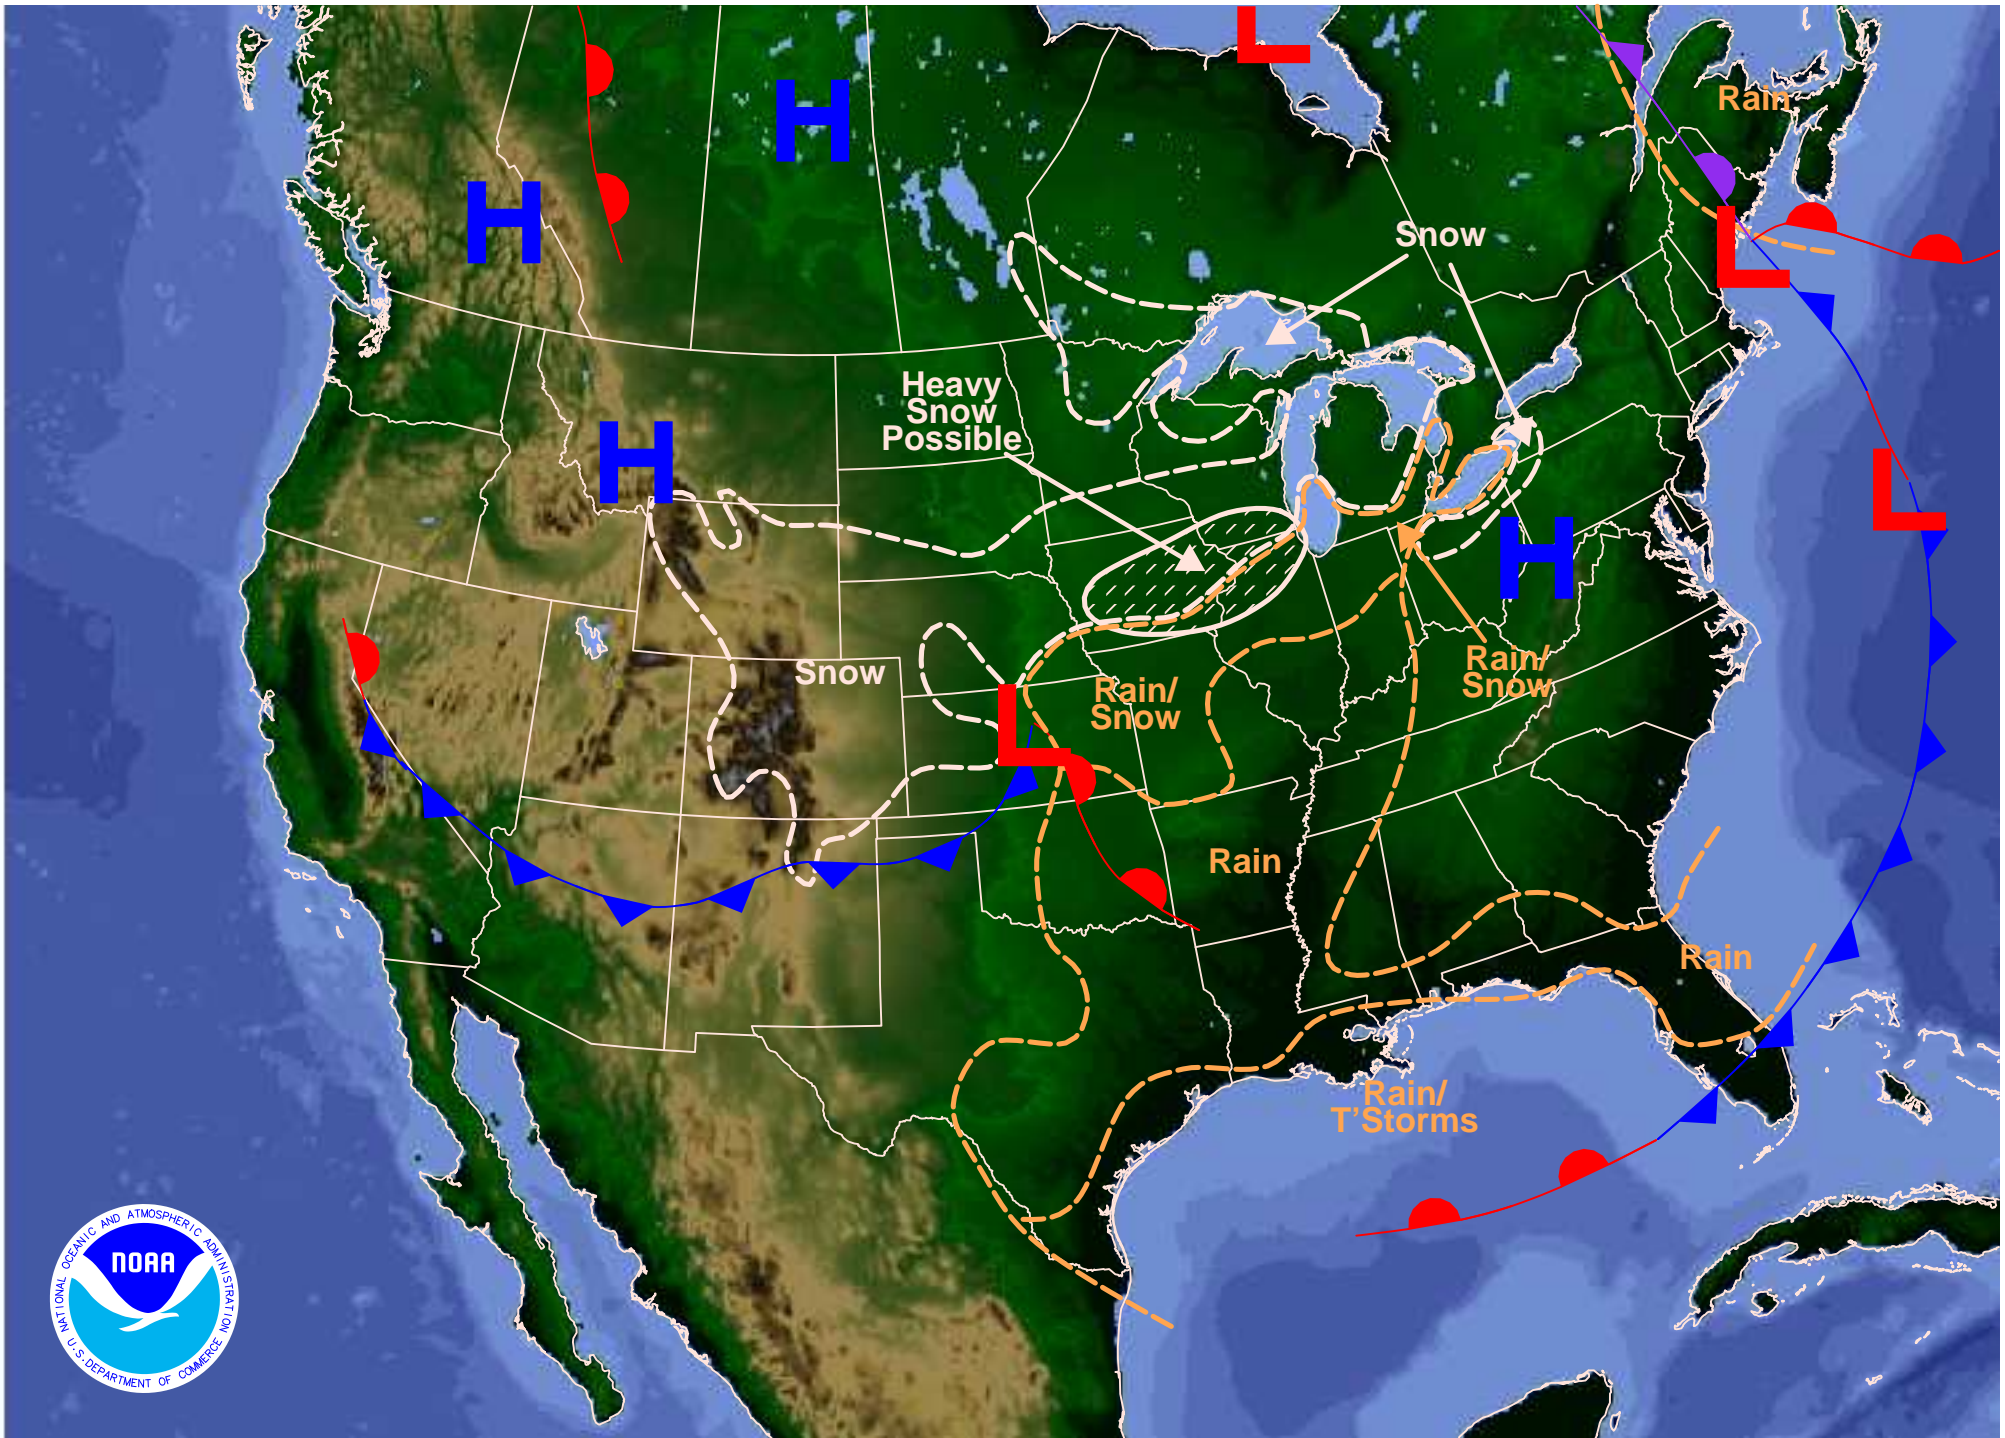 L
H
Rain
H
L
Snow
Heavy
Snow
Possible
H
L
H
Snow
Rain/
Snow
Rain/
Snow
L
Rain
Rain
Rain/
T'Storms
NATIONAL OCEANIC AND ATMOSPHERIC ADMINISTRATION
NOAA
U.S. DEPARTMENT OF COMMERCE